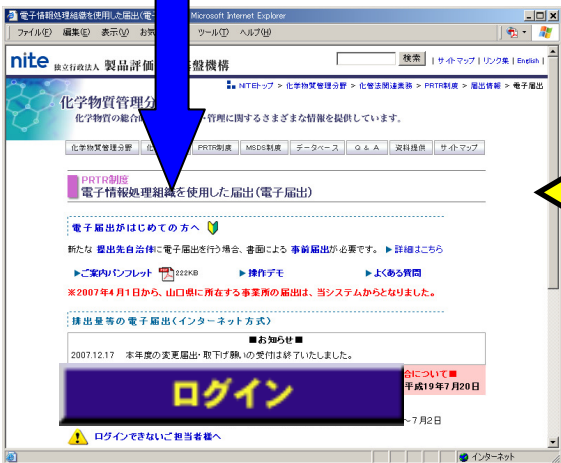 電子情報処理組織を使用した届出(電 Microsoft Internet Explorer
ファイル(F) 編集(E) 表示(V) お気 ツール(T) ヘルプ(H)
nite 独立行政法人 製品評価 盤機構
検索 | サイトマップ | リンク集 | English |
NITEトップ > 化学物質管理分野 > 化管法関連業務 > PRTR制度 > 届出情報 > 電子届出
化学物質管理分
化学物質の総合 ・管理に関するさまざまな情報を提供しています。
化学物質管理分野 PRTR制度 MSDS制度 データベース Q & A 資料提供 サイトマップ
PRTR制度
電子情報処理組織を使用した届出(電子届出)
電子届出がはじめての方へ
新たな 提出先自治体に電子届出を行う場合、書面による 事前届出が必要です。 ▶詳細はこちら
▶ご案内パンフレット 222KB ▶操作デモ ▶よくある質問
※2007年4月1日から、山口県に所在する事業所の届出は、当システムからとなりました。
排出量等の電子届出(インターネット方式)
■お知らせ■
2007.12.17 本年度の変更届出・取下げ願いの受付は終了いたしました。
合について■
平成19年7月20日
ログイン
～7月2日
ログインできないご担当者様へ
インターネット